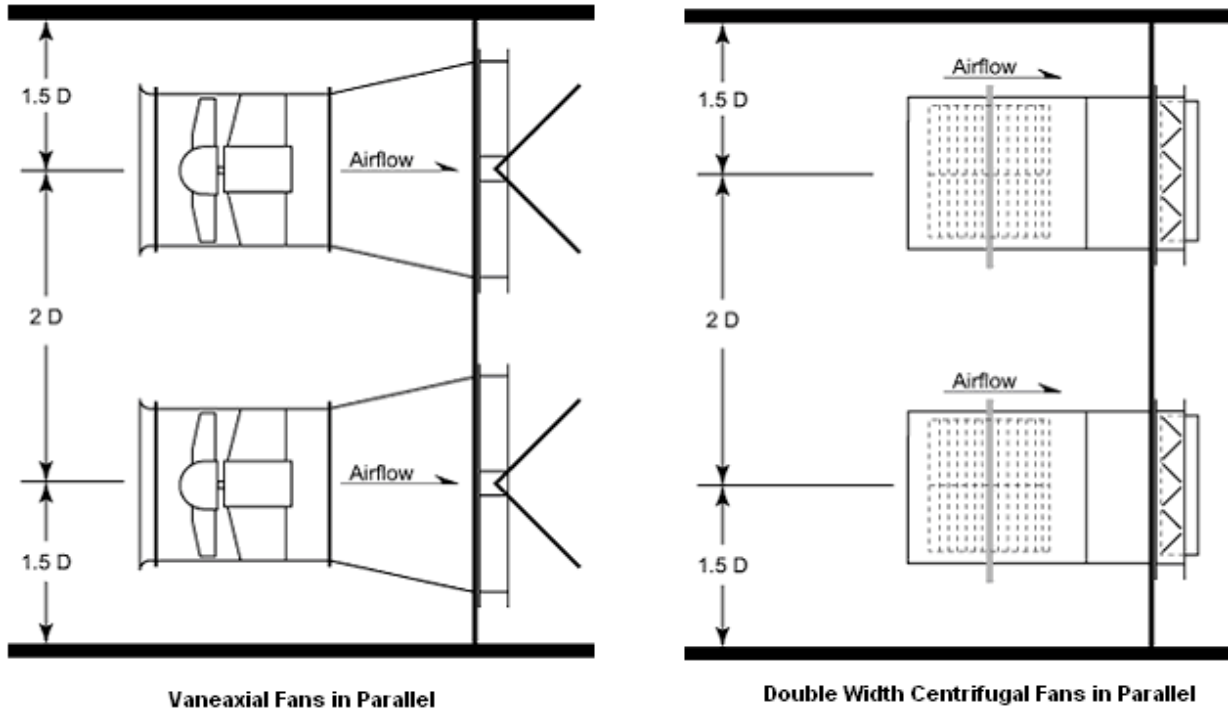 1.5 D
Airflow
2 D
Airflow
1.5 D
Vaneaxial Fans in Parallel
Airflow
1.5 D
2 D
Airflow
1.5 D
Double Width Centrifugal Fans in Parallel